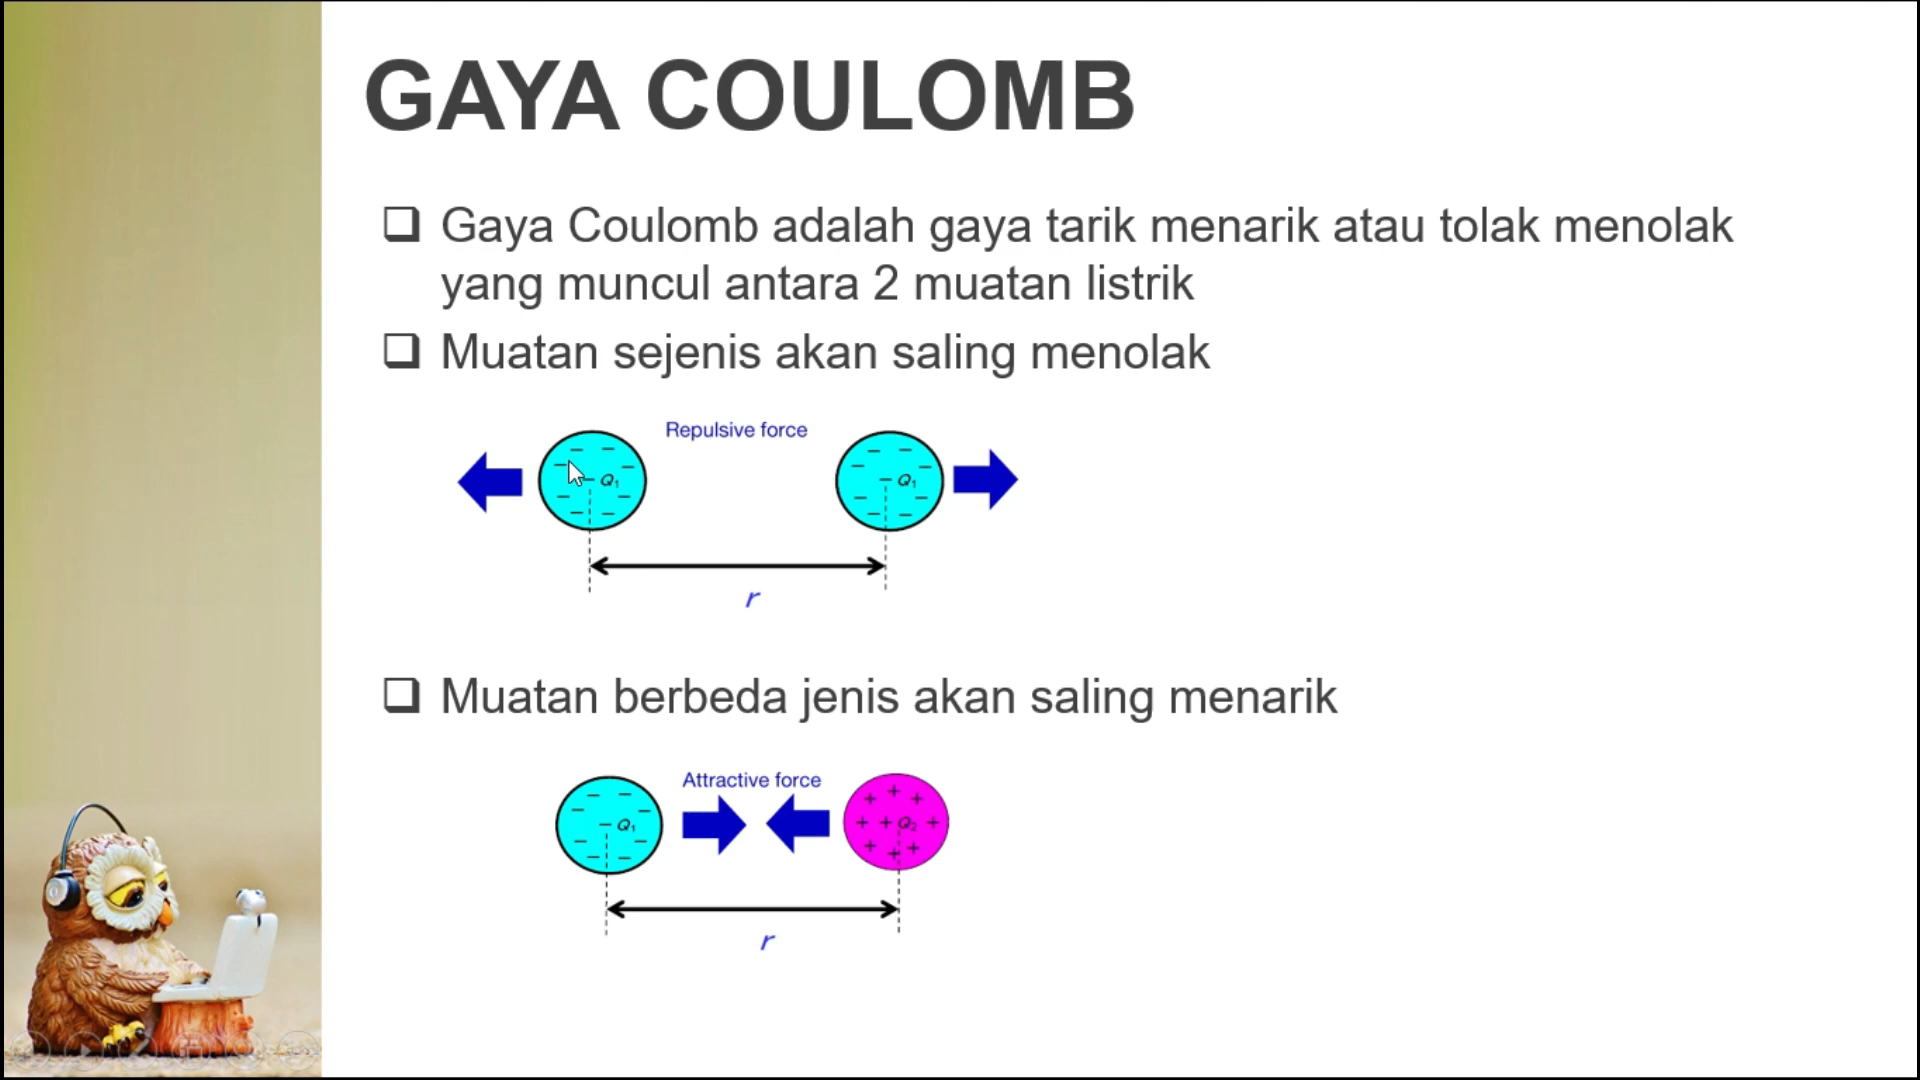 GAYA COULOMB
❑ Gaya Coulomb adalah gaya tarik menarik atau tolak menolak
yang muncul antara 2 muatan listrik
❑ Muatan sejenis akan saling menolak
Repulsive force
− Q₁ − Q₁
r
❑ Muatan berbeda jenis akan saling menarik
Attractive force
− Q₁ + Q₂
r